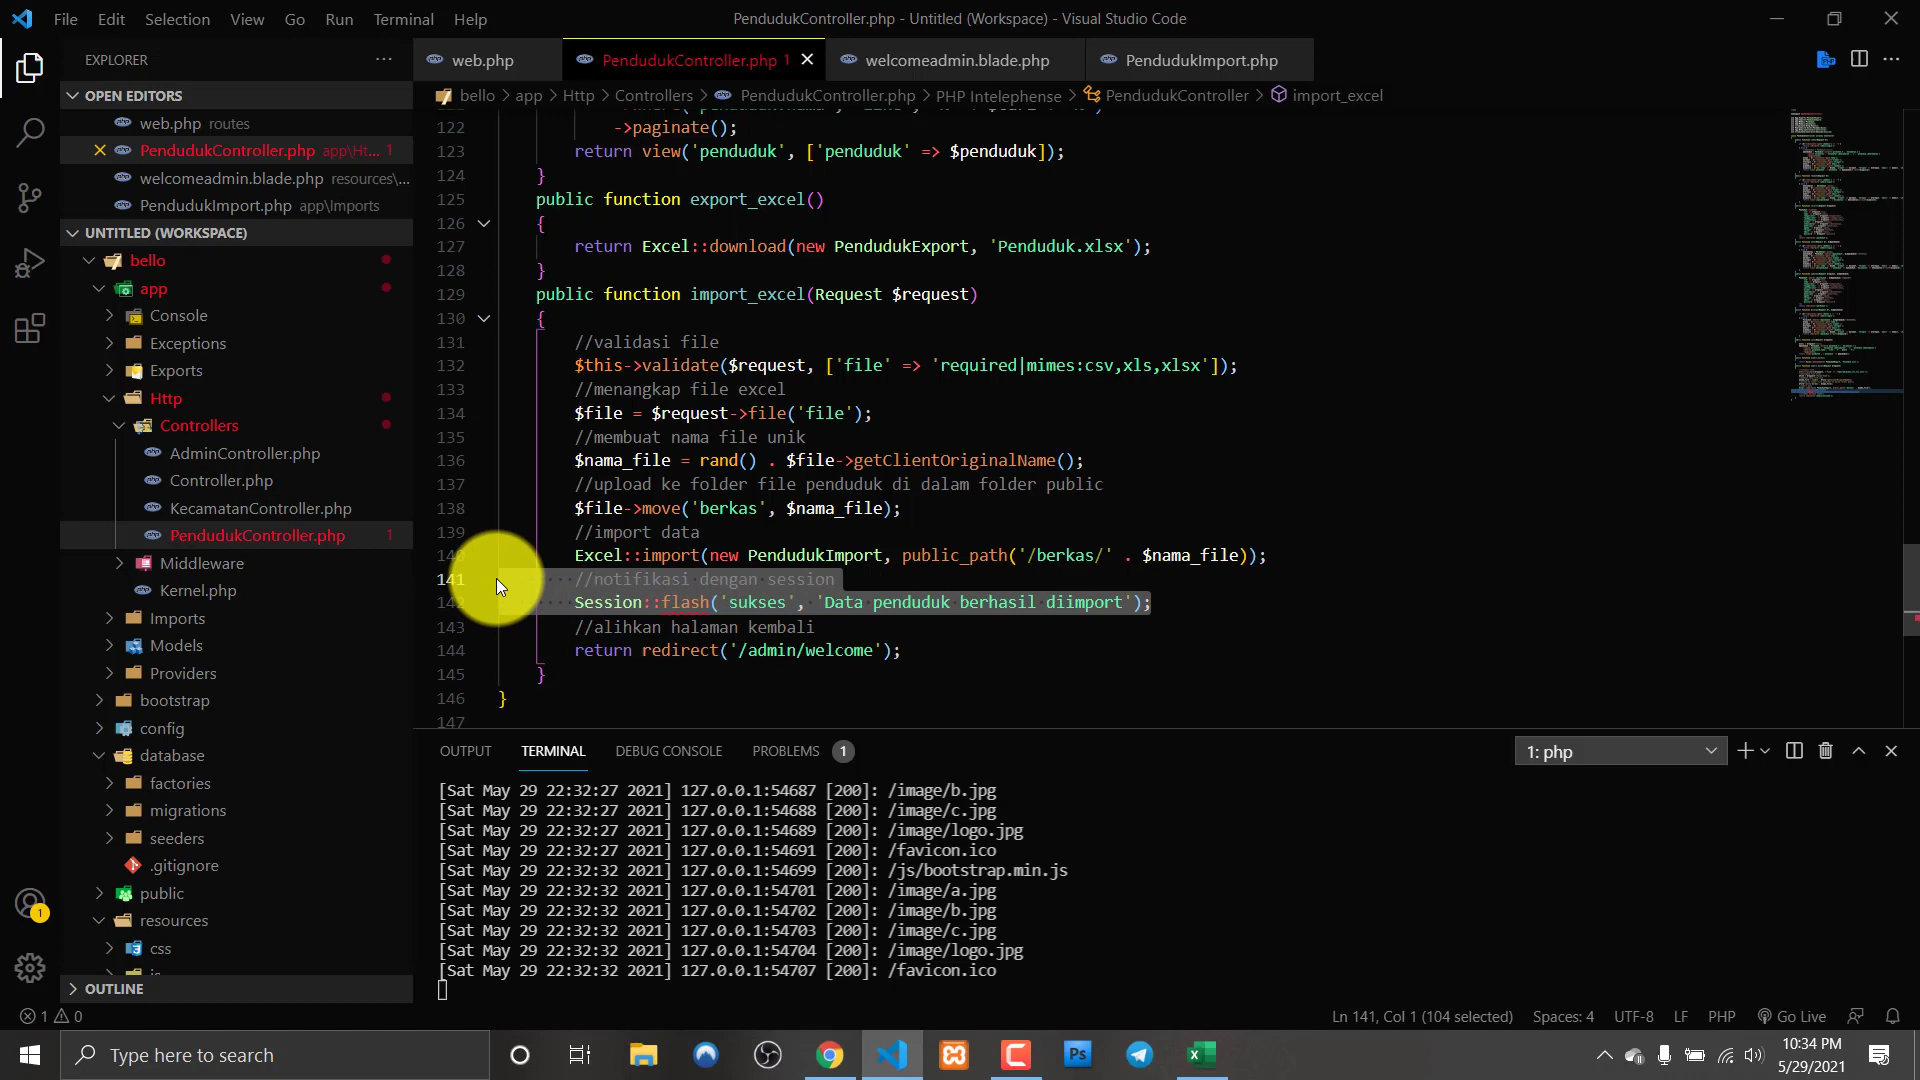 File Edit Selection View Go Run Terminal Help
PendudukController.php - Untitled (Workspace) - Visual Studio Code
EXPLORER
OPEN EDITORS
web.php routes
PendudukController.php app\Ht... 1
welcomeadmin.blade.php resources\...
PendudukImport.php app\Imports
UNTITLED (WORKSPACE)
bello
app
Console
Exceptions
Exports
Http
Controllers
AdminController.php
Controller.php
KecamatanController.php
PendudukController.php 1
Middleware
Kernel.php
Imports
Models
Providers
bootstrap
config
database
factories
migrations
seeders
.gitignore
public
resources
css
OUTLINE
web.php
PendudukController.php 1
welcomeadmin.blade.php
PendudukImport.php
bello > app > Http > Controllers > PendudukController.php > PHP Intelephense > PendudukController > import_excel
122 ->paginate();
123 return view('penduduk', ['penduduk' => $penduduk]);
124 }
125 public function export_excel()
126 {
127 return Excel::download(new PendudukExport, 'Penduduk.xlsx');
128 }
129 public function import_excel(Request $request)
130 {
131 //validasi file
132 $this->validate($request, ['file' => 'required|mimes:csv,xls,xlsx']);
133 //menangkap file excel
134 $file = $request->file('file');
135 //membuat nama file unik
136 $nama_file = rand() . $file->getClientOriginalName();
137 //upload ke folder file penduduk di dalam folder public
138 $file->move('berkas', $nama_file);
139 //import data
140 Excel::import(new PendudukImport, public_path('/berkas/' . $nama_file));
141 //notifikasi dengan session
142 Session::flash('sukses', 'Data penduduk berhasil diimport');
143 //alihkan halaman kembali
144 return redirect('/admin/welcome');
145 }
146 }
147
OUTPUT TERMINAL DEBUG CONSOLE PROBLEMS 1
1: php
[Sat May 29 22:32:27 2021] 127.0.0.1:54687 [200]: /image/b.jpg
[Sat May 29 22:32:27 2021] 127.0.0.1:54688 [200]: /image/c.jpg
[Sat May 29 22:32:27 2021] 127.0.0.1:54689 [200]: /image/logo.jpg
[Sat May 29 22:32:27 2021] 127.0.0.1:54691 [200]: /favicon.ico
[Sat May 29 22:32:32 2021] 127.0.0.1:54699 [200]: /js/bootstrap.min.js
[Sat May 29 22:32:32 2021] 127.0.0.1:54701 [200]: /image/a.jpg
[Sat May 29 22:32:32 2021] 127.0.0.1:54702 [200]: /image/b.jpg
[Sat May 29 22:32:32 2021] 127.0.0.1:54703 [200]: /image/c.jpg
[Sat May 29 22:32:32 2021] 127.0.0.1:54704 [200]: /image/logo.jpg
[Sat May 29 22:32:32 2021] 127.0.0.1:54707 [200]: /favicon.ico
1 0
Ln 141, Col 1 (104 selected) Spaces: 4 UTF-8 LF PHP Go Live
Type here to search
10:34 PM
5/29/2021